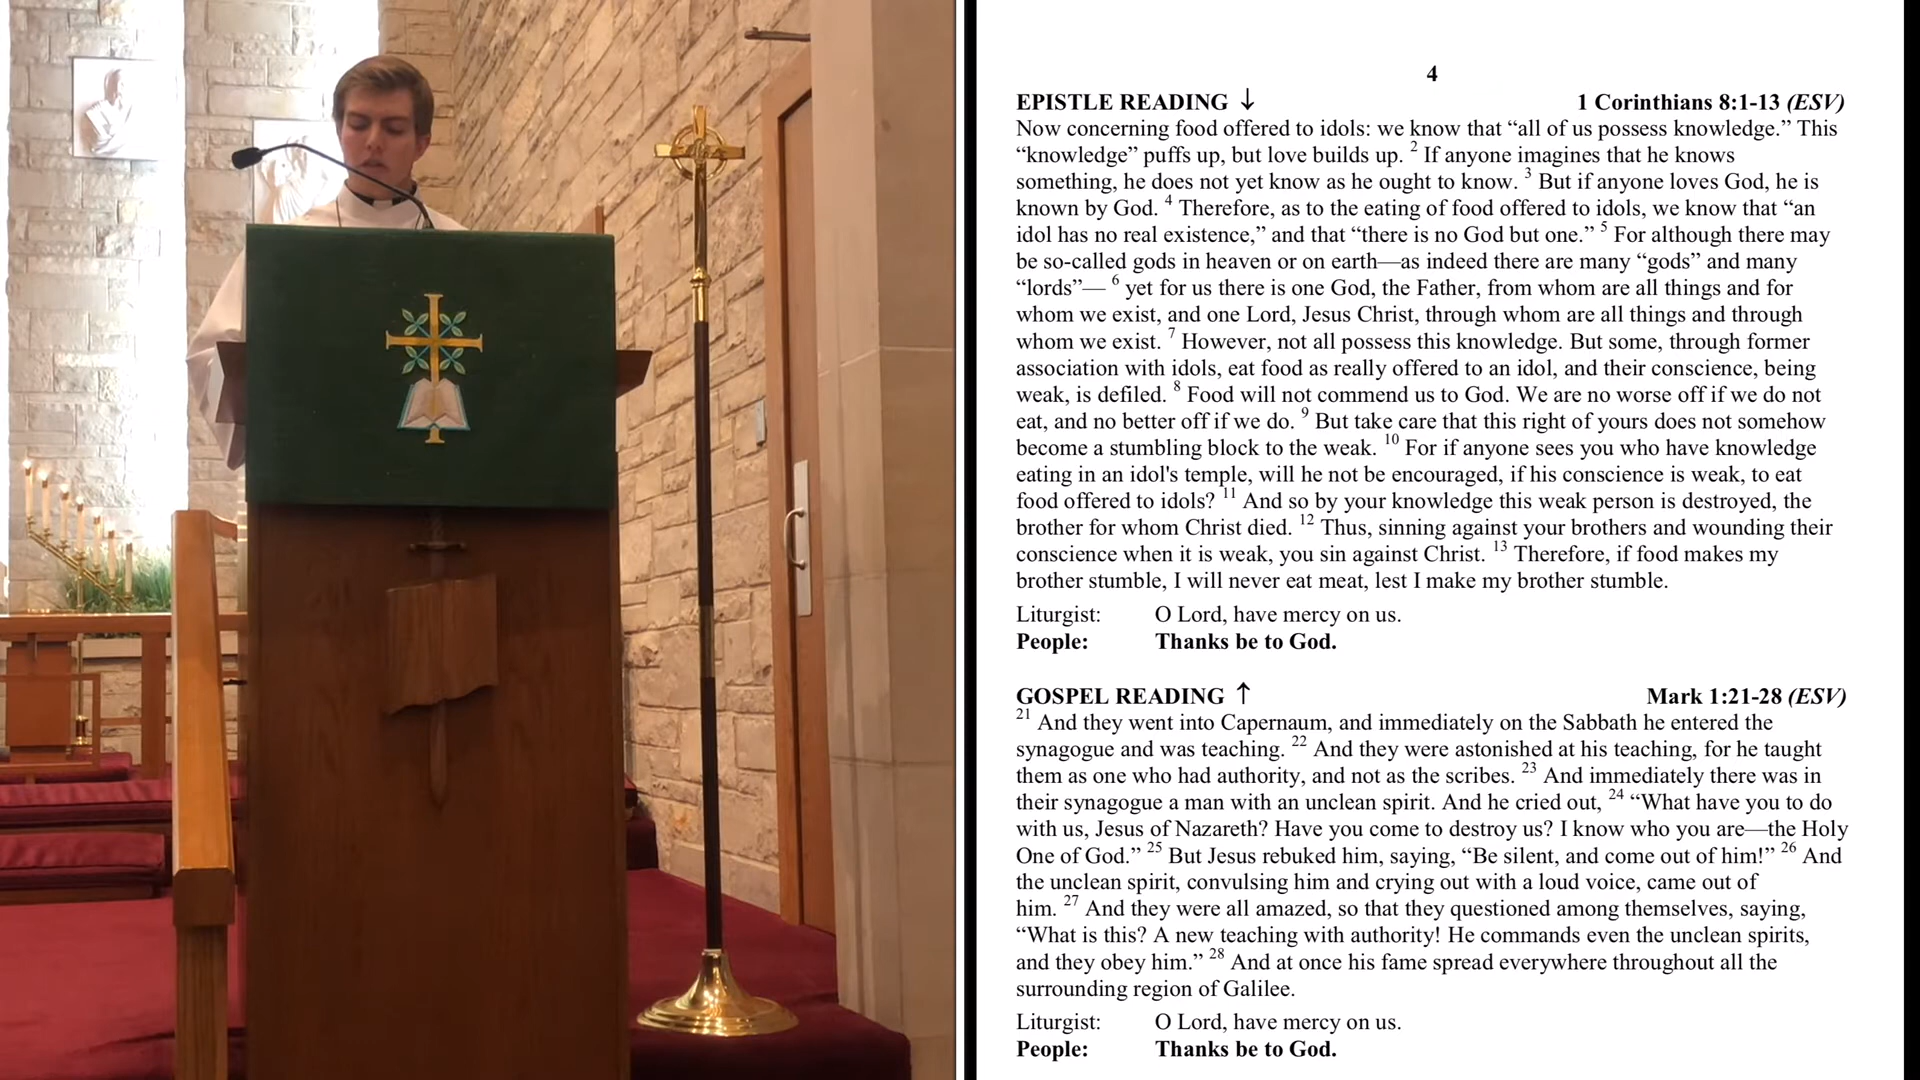 4
EPISTLE READING ↓ 1 Corinthians 8:1-13 (ESV)
Now concerning food offered to idols: we know that “all of us possess knowledge.” This
“knowledge” puffs up, but love builds up. 2 If anyone imagines that he knows
something, he does not yet know as he ought to know. 3 But if anyone loves God, he is
known by God. 4 Therefore, as to the eating of food offered to idols, we know that “an
idol has no real existence,” and that “there is no God but one.” 5 For although there may
be so-called gods in heaven or on earth—as indeed there are many “gods” and many
“lords”— 6 yet for us there is one God, the Father, from whom are all things and for
whom we exist, and one Lord, Jesus Christ, through whom are all things and through
whom we exist. 7 However, not all possess this knowledge. But some, through former
association with idols, eat food as really offered to an idol, and their conscience, being
weak, is defiled. 8 Food will not commend us to God. We are no worse off if we do not
eat, and no better off if we do. 9 But take care that this right of yours does not somehow
become a stumbling block to the weak. 10 For if anyone sees you who have knowledge
eating in an idol's temple, will he not be encouraged, if his conscience is weak, to eat
food offered to idols? 11 And so by your knowledge this weak person is destroyed, the
brother for whom Christ died. 12 Thus, sinning against your brothers and wounding their
conscience when it is weak, you sin against Christ. 13 Therefore, if food makes my
brother stumble, I will never eat meat, lest I make my brother stumble.
Liturgist: O Lord, have mercy on us.
People: Thanks be to God.
GOSPEL READING ↑ Mark 1:21-28 (ESV)
21 And they went into Capernaum, and immediately on the Sabbath he entered the
synagogue and was teaching. 22 And they were astonished at his teaching, for he taught
them as one who had authority, and not as the scribes. 23 And immediately there was in
their synagogue a man with an unclean spirit. And he cried out, 24 “What have you to do
with us, Jesus of Nazareth? Have you come to destroy us? I know who you are—the Holy
One of God.” 25 But Jesus rebuked him, saying, “Be silent, and come out of him!” 26 And
the unclean spirit, convulsing him and crying out with a loud voice, came out of
him. 27 And they were all amazed, so that they questioned among themselves, saying,
“What is this? A new teaching with authority! He commands even the unclean spirits,
and they obey him.” 28 And at once his fame spread everywhere throughout all the
surrounding region of Galilee.
Liturgist: O Lord, have mercy on us.
People: Thanks be to God.